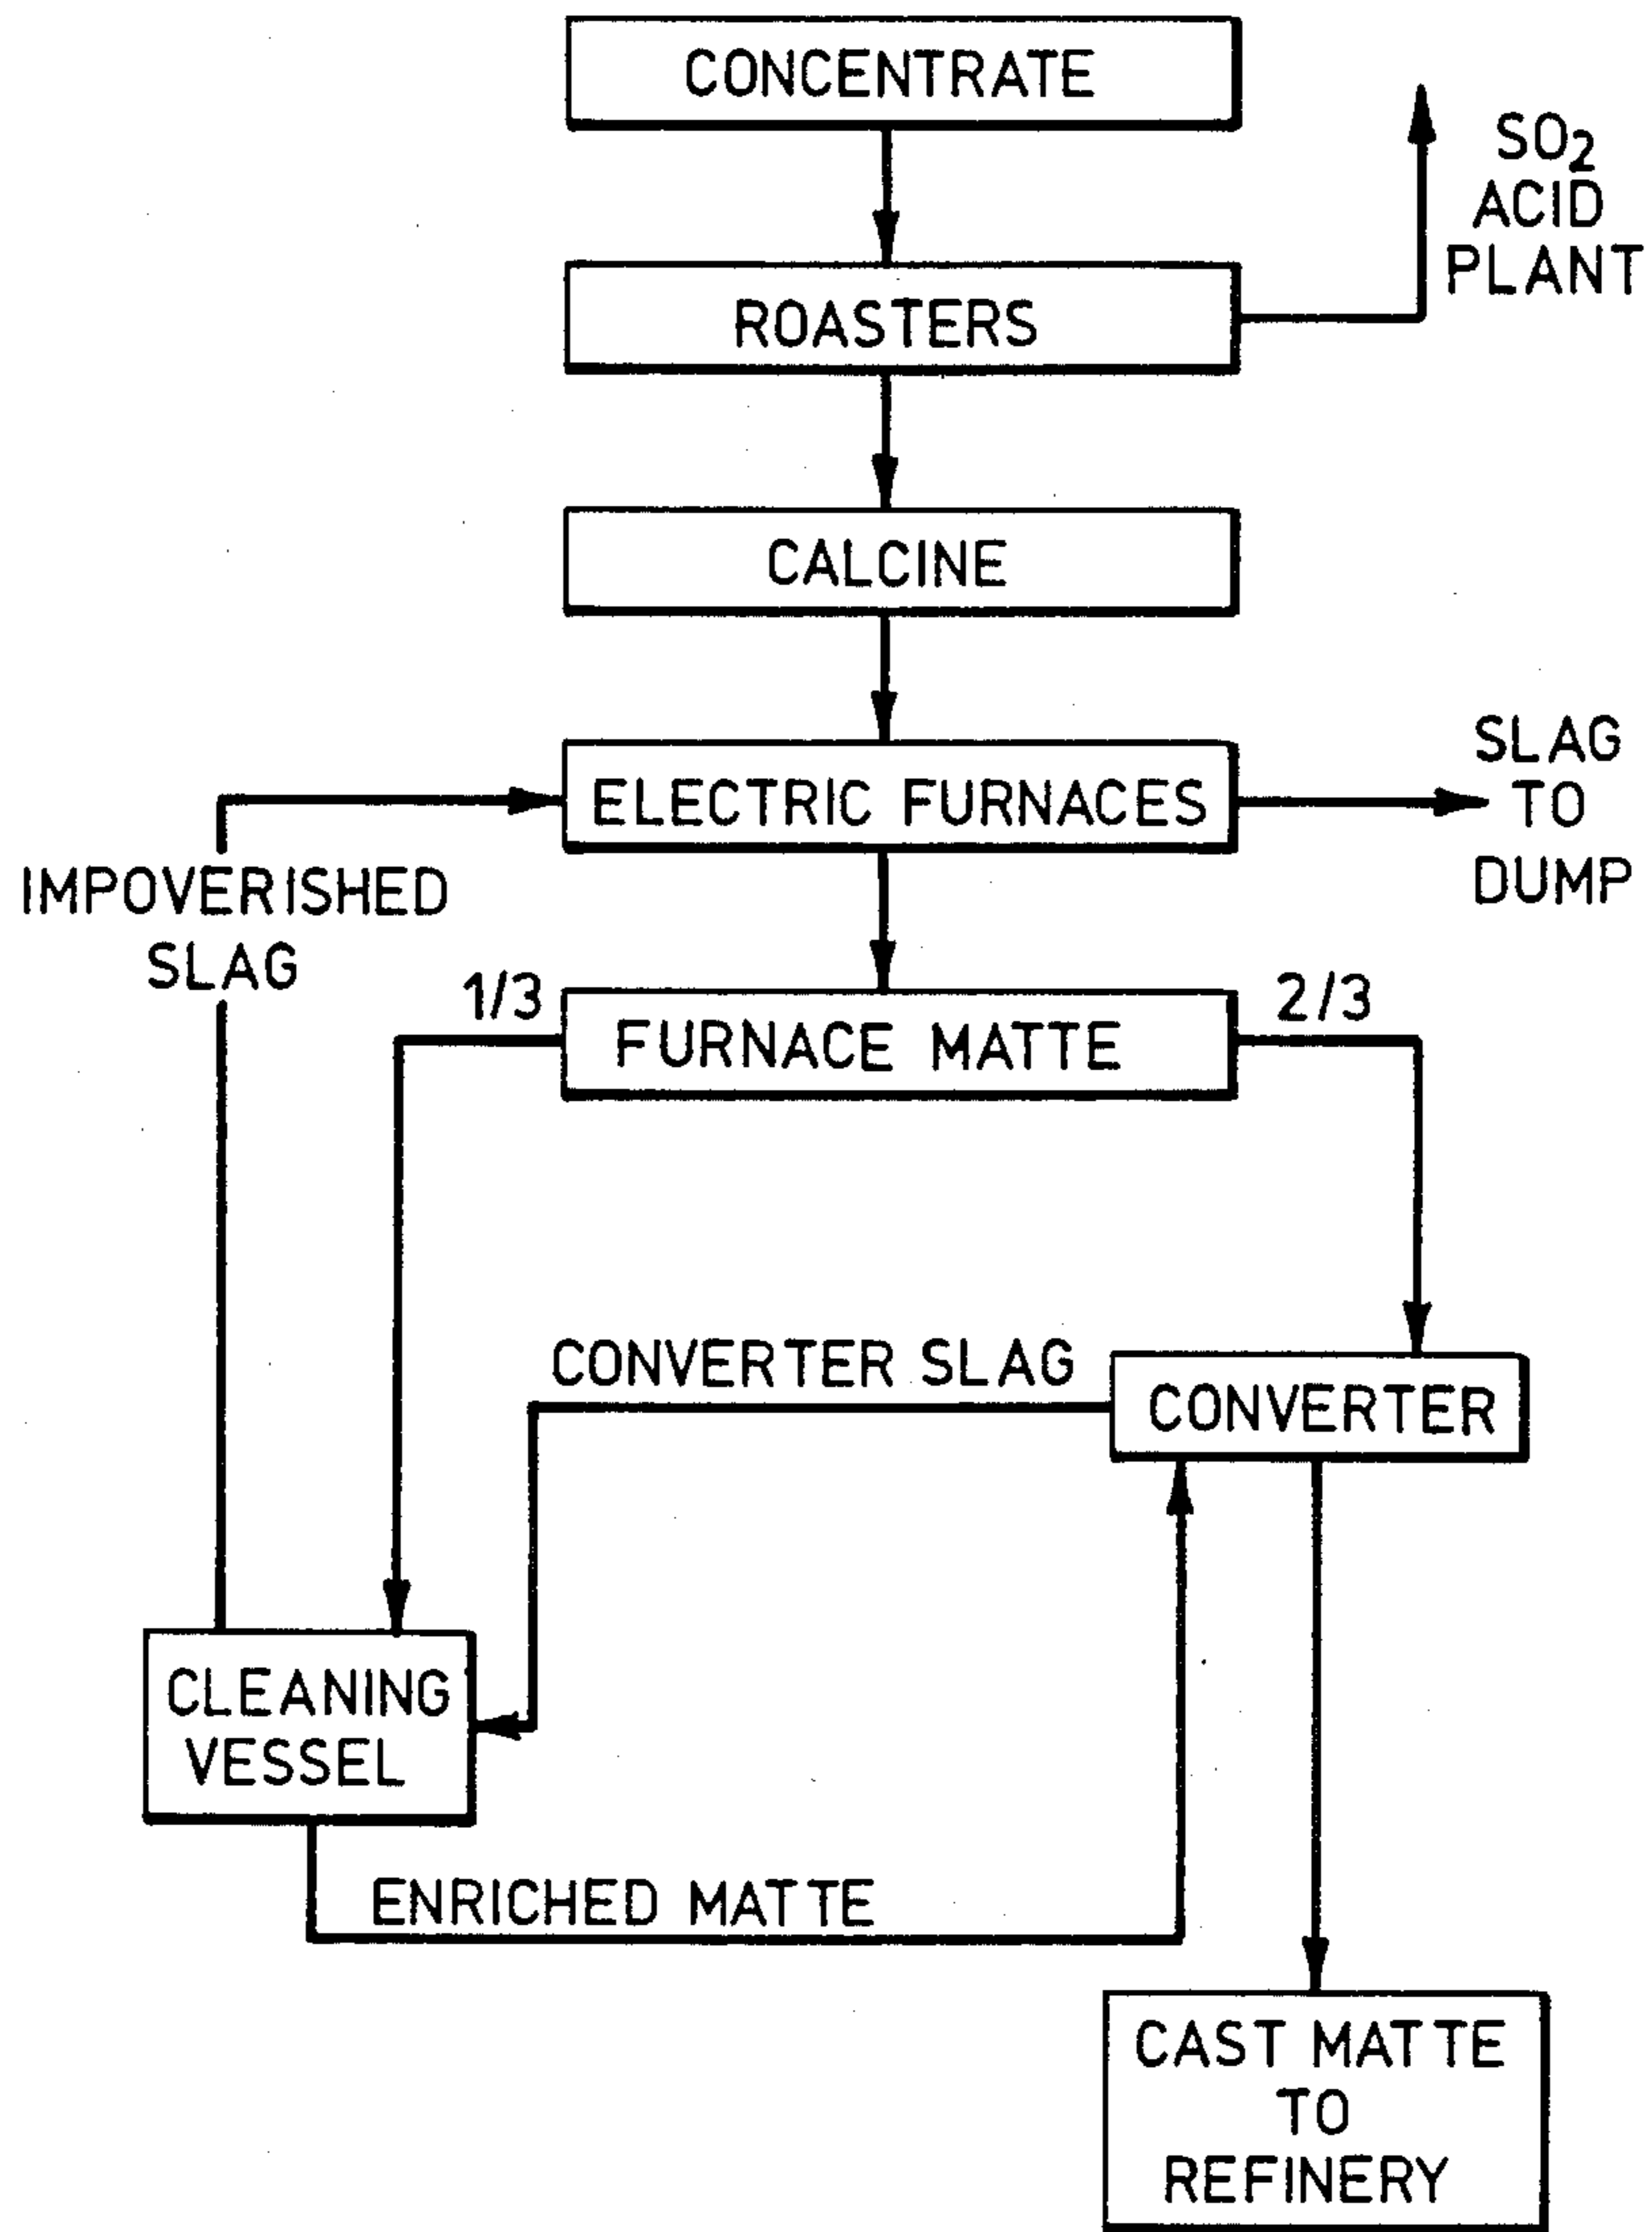 CONCENTRATE
SO₂
ACID
PLANT
ROASTERS
CALCINE
ELECTRIC FURNACES
SLAG
TO
DUMP
IMPOVERISHED
SLAG
1/3
FURNACE MATTE
2/3
CONVERTER SLAG
CONVERTER
CLEANING
VESSEL
ENRICHED MATTE
CAST MATTE
TO
REFINERY